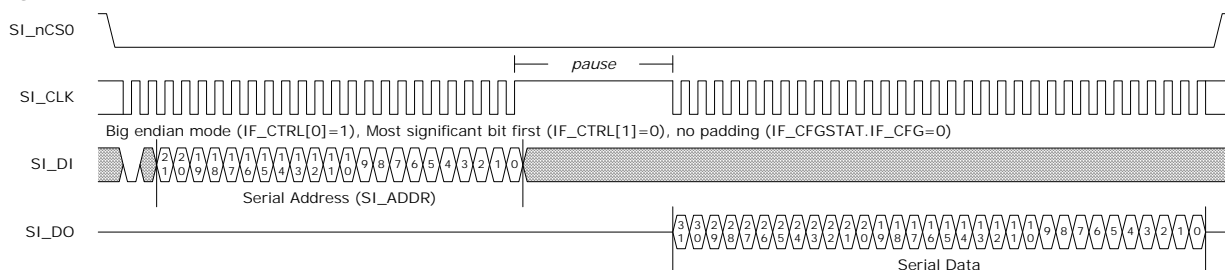 SI_nCS0
pause
SI_CLK
Big endian mode (IF_CTRL[0]=1), Most significant bit first (IF_CTRL[1]=0), no padding (IF_CFGSTAT.IF_CFG=0)
SI_DI
21 20 19 18 17 16 15 14 13 12 11 10 9 8 7 6 5 4 3 2 1 0
Serial Address (SI_ADDR)
SI_DO
31 30 29 28 27 26 25 24 23 22 21 20 19 18 17 16 15 14 13 12 11 10 9 8 7 6 5 4 3 2 1 0
Serial Data